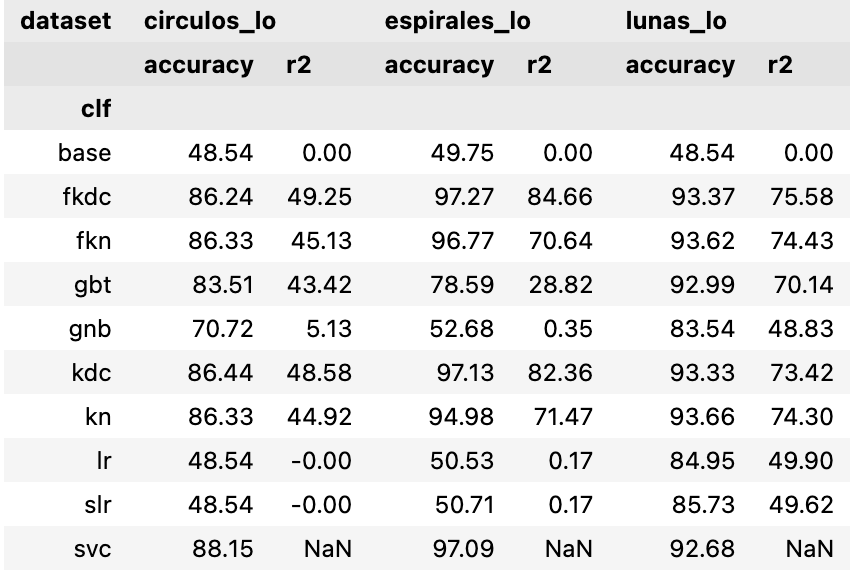 dataset circulos_lo espirales_lo lunas_lo
accuracy r2 accuracy r2 accuracy r2
clf
base 48.54 0.00 49.75 0.00 48.54 0.00
fkdc 86.24 49.25 97.27 84.66 93.37 75.58
fkn 86.33 45.13 96.77 70.64 93.62 74.43
gbt 83.51 43.42 78.59 28.82 92.99 70.14
gnb 70.72 5.13 52.68 0.35 83.54 48.83
kdc 86.44 48.58 97.13 82.36 93.33 73.42
kn 86.33 44.92 94.98 71.47 93.66 74.30
lr 48.54 -0.00 50.53 0.17 84.95 49.90
slr 48.54 -0.00 50.71 0.17 85.73 49.62
svc 88.15 NaN 97.09 NaN 92.68 NaN